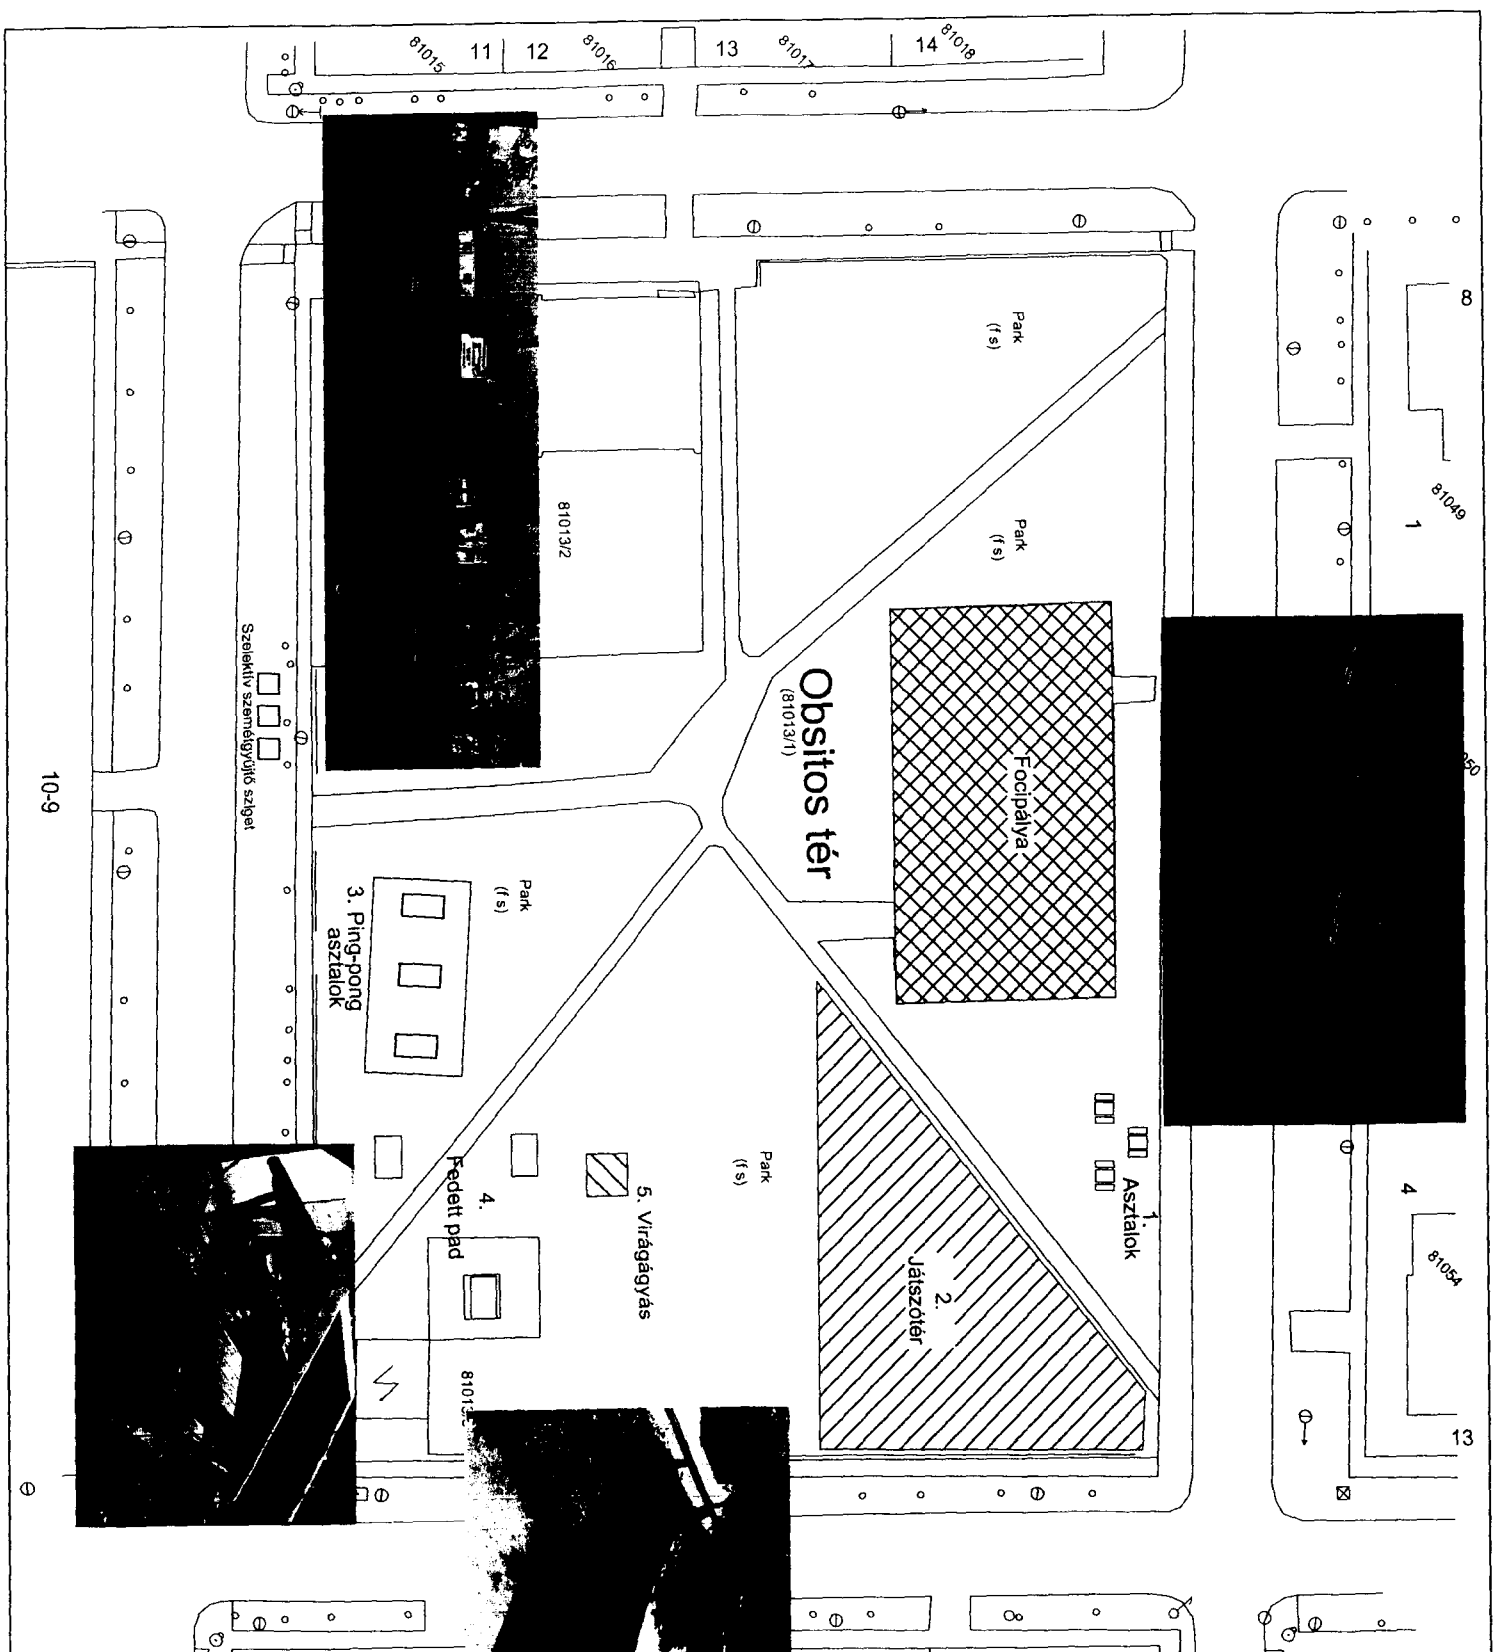 81015
11
12
81016
13
81017
14
81018
8
Park
(f s)
81049
1
Park
(f s)
81013/2
Szelektív szemétgyűjtő sziget
Obsitos tér
(81013/1)
Focipálya
10-9
3. Ping-pong
asztalok
Park
(f s)
1.
Asztalok
4
81054
Park
(f s)
4.
Fedett pad
5. Virágágyás
2.
Játszótér
13